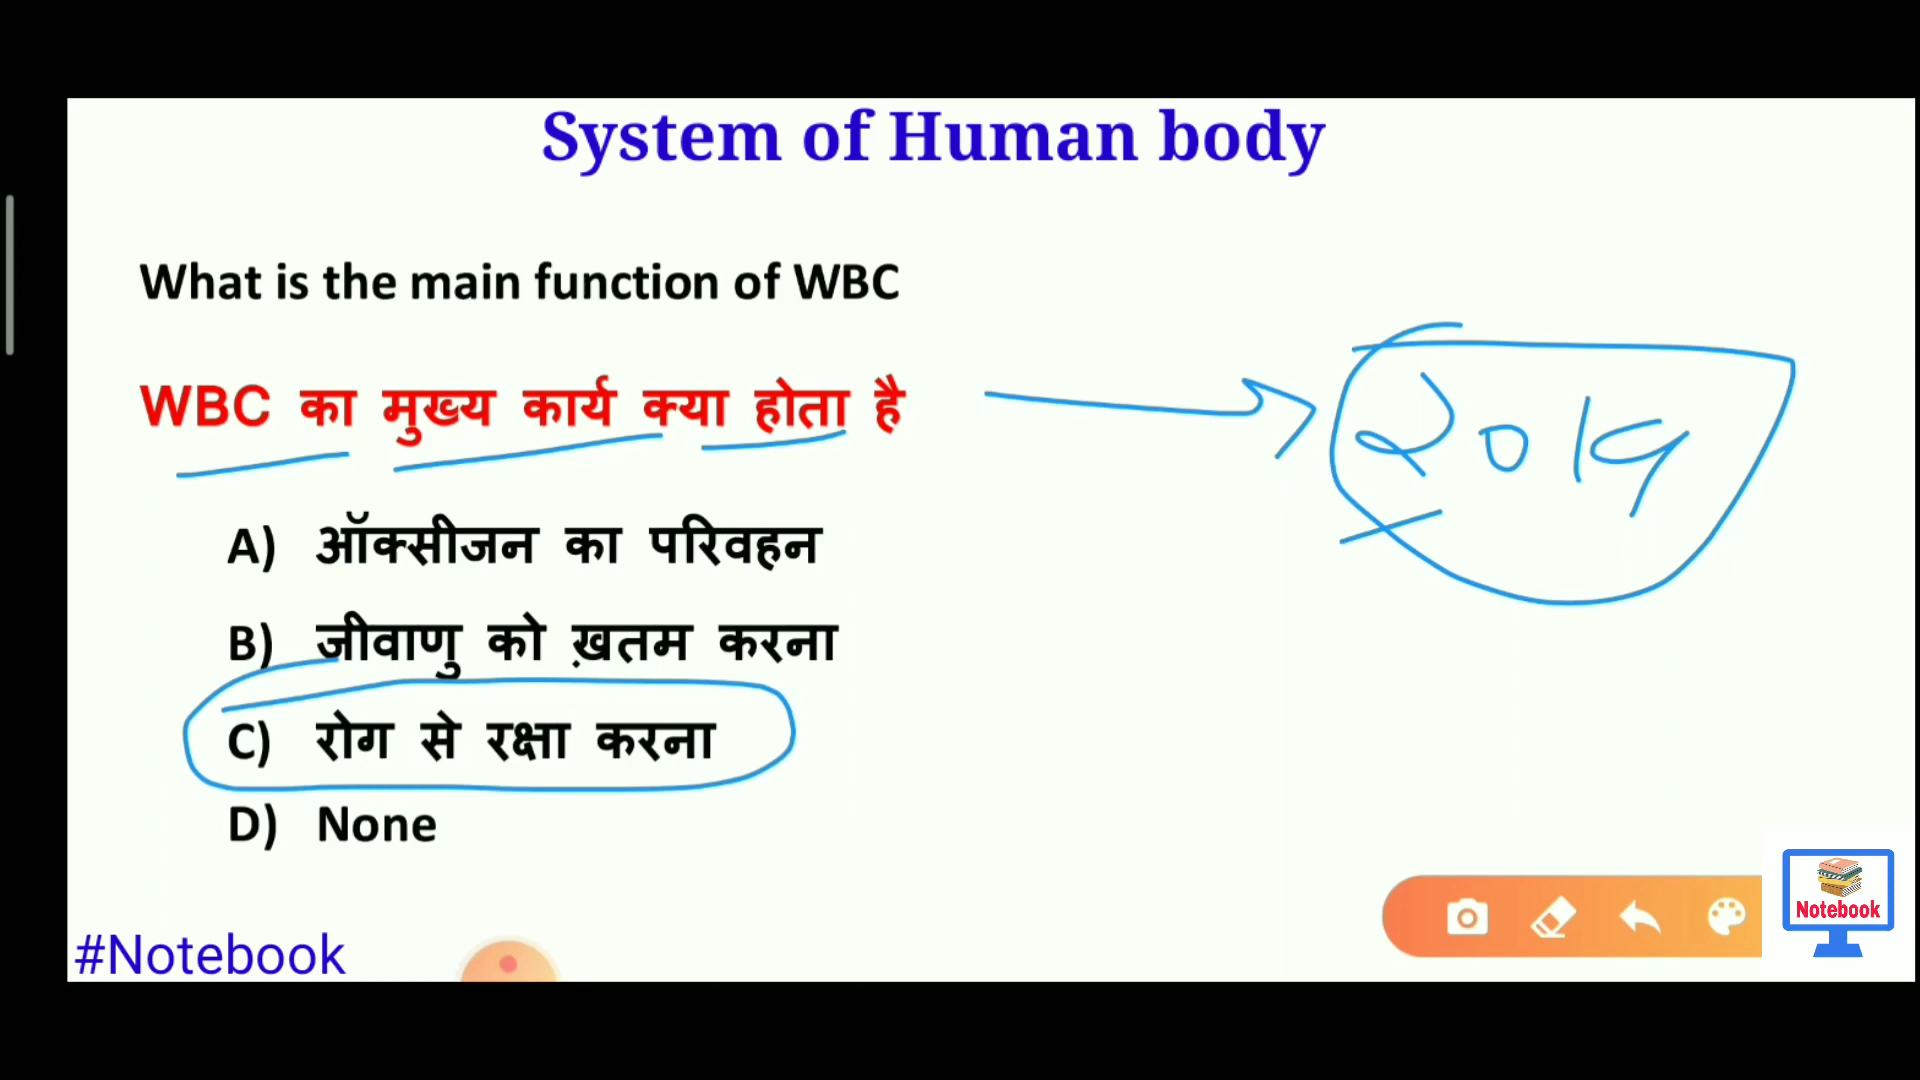 System of Human body
What is the main function of WBC
WBC का मुख्य कार्य क्या होता है
2019
A) ऑक्सीजन का परिवहन
B) जीवाणु को ख़तम करना
C) रोग से रक्षा करना
D) None
Notebook
#Notebook